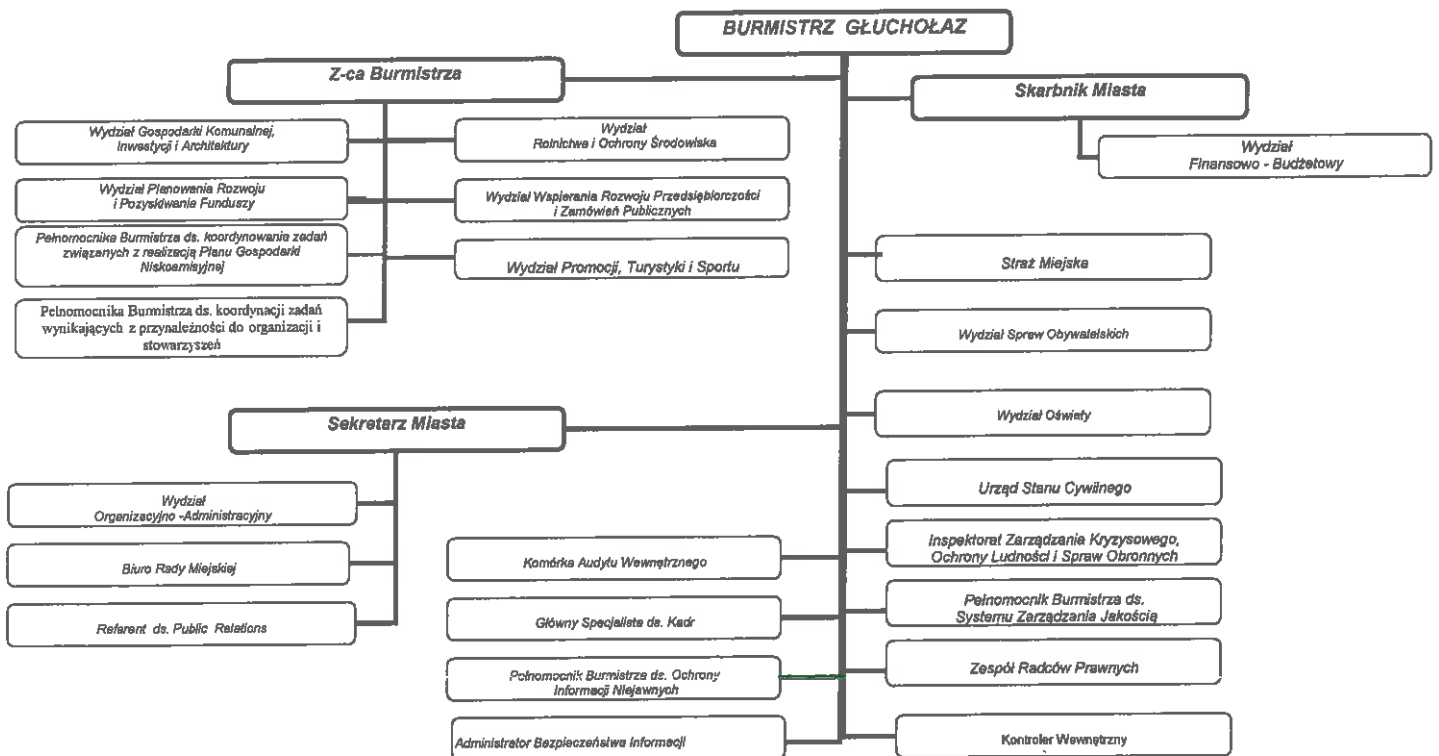 BURMISTRZ GŁUCHOŁAZ
Z-ca Burmistrza
Skarbnik Miasta
Wydział Gospodarki Komunalnej,
Inwestycji i Architektury
Wydział
Rolnictwa i Ochrony Środowiska
Wydział
Finansowo - Budżetowy
Wydział Planowania Rozwoju
i Pozyskiwania Funduszy
Wydział Wspierania Rozwoju Przedsiębiorczości
i Zamówień Publicznych
Pełnomocnika Burmistrza ds. koordynowania zadań
związanych z realizacją Planu Gospodarki
Niskoemisyjnej
Wydział Promocji, Turystyki i Sportu
Pełnomocnika Burmistrza ds. koordynacji zadań
wynikających z przynależności do organizacji i
stowarzyszeń
Straż Miejska
Wydział Spraw Obywatelskich
Wydział Oświaty
Sekretarz Miasta
Wydział
Organizacyjno -Administracyjny
Biuro Rady Miejskiej
Referent ds. Public Relations
Urząd Stanu Cywilnego
Komórka Audytu Wewnętrznego
Inspektorat Zarządzania Kryzysowego,
Ochrony Ludności i Spraw Obronnych
Główny Specjalista ds. Kadr
Pełnomocnik Burmistrza ds.
Systemu Zarządzania Jakością
Pełnomocnik Burmistrza ds. Ochrony
Informacji Niejawnych
Zespół Radców Prawnych
Administrator Bezpieczeństwa Informacji
Kontroler Wewnętrzny